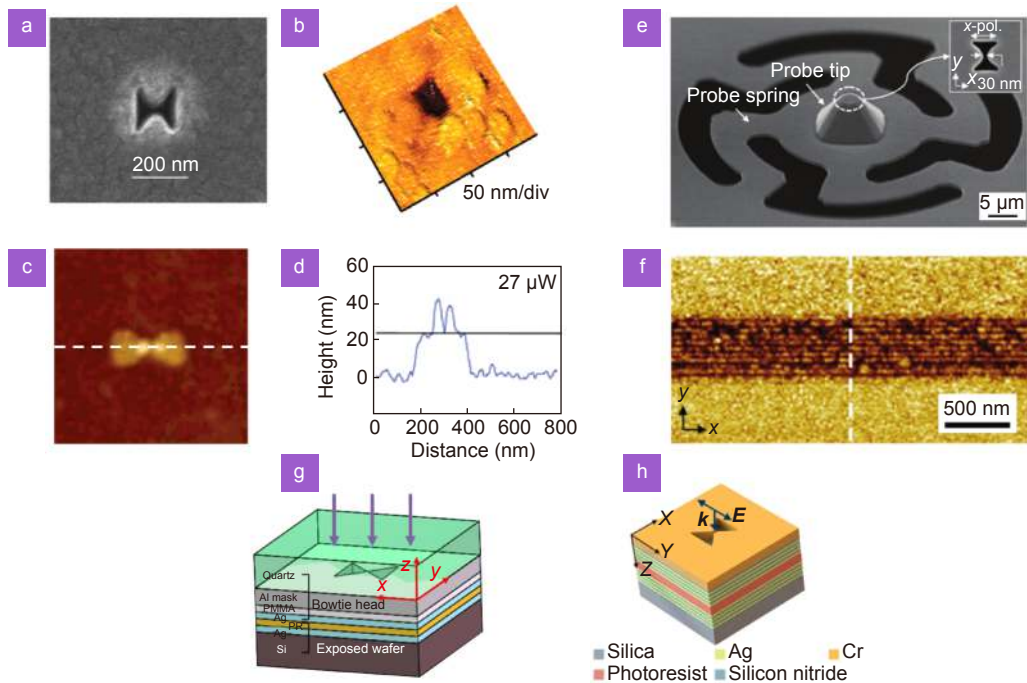 a
200 nm
b
50 nm/div
e
Probe tip
Probe spring
x-pol.
y
x
30 nm
5 μm
c
d
60
40
20
0
Height (nm)
27 μW
0 200 400 600 800
Distance (nm)
f
y
x
500 nm
g
Quartz
Al mask
PMMA
Ag
PR
Ag
Si
Bowtie head
Exposed wafer
z
y
x
h
X
Y
Z
k
E
Silica Ag Cr
Photoresist Silicon nitride